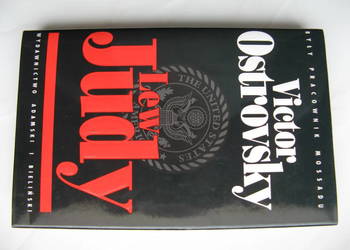 BYŁY PRACOWNIK MOSSADU
Victor
Ostrovsky
THE UNITED STATES
Lew
Judy
WYDAWNICTWO ADAMSKI I BIELIŃSKI